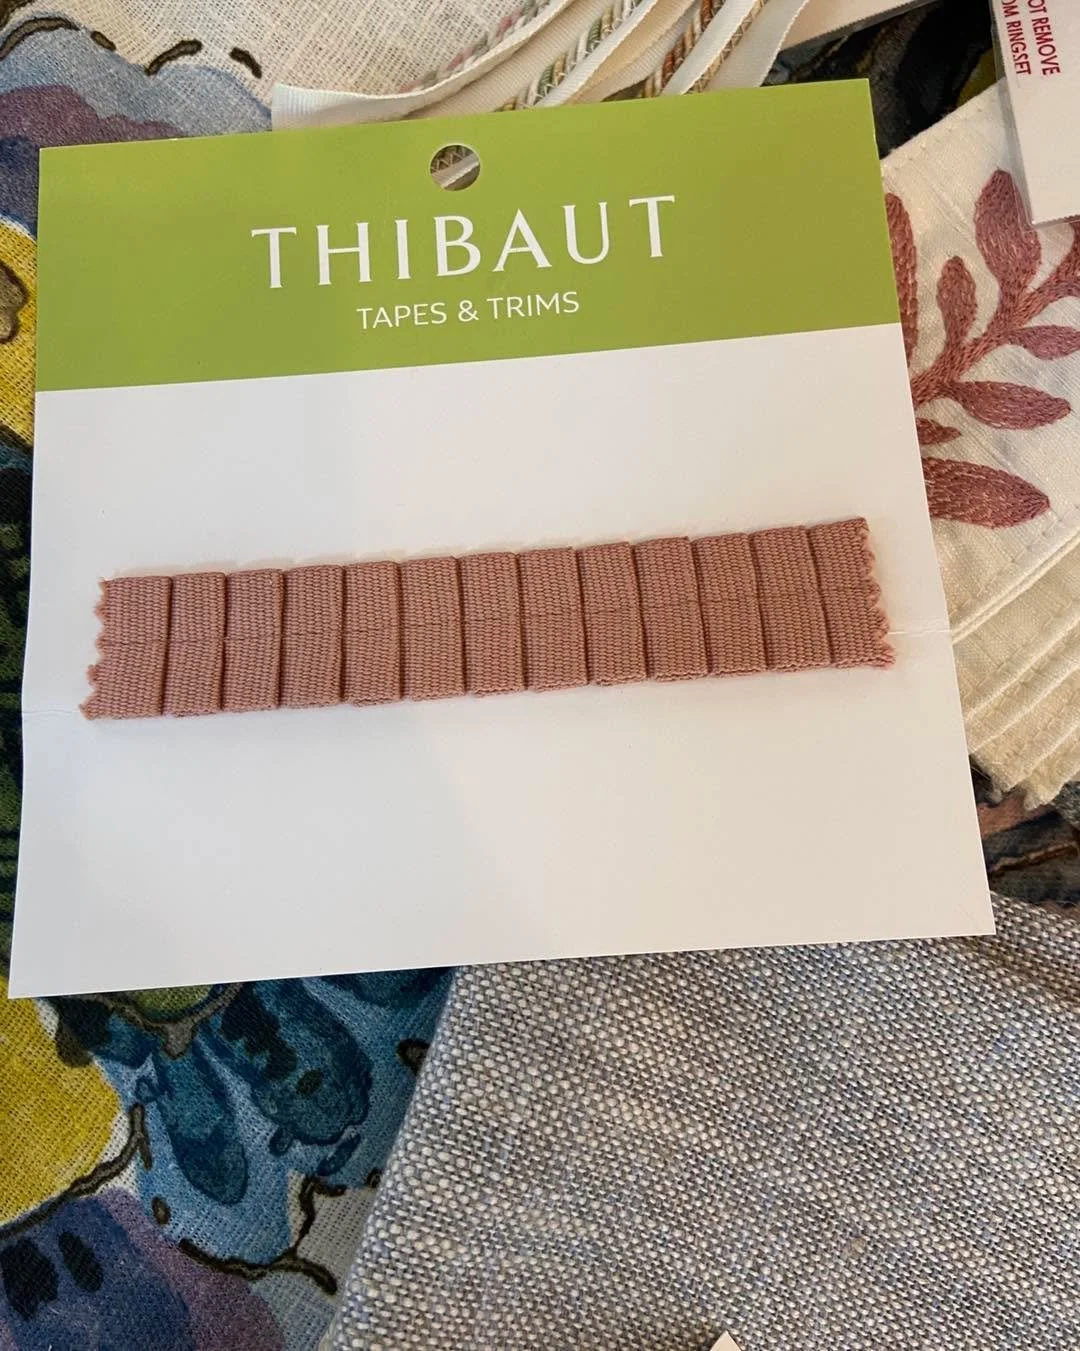 THIBAUT
TAPES & TRIMS
OT REMOVE
OM RINGSET